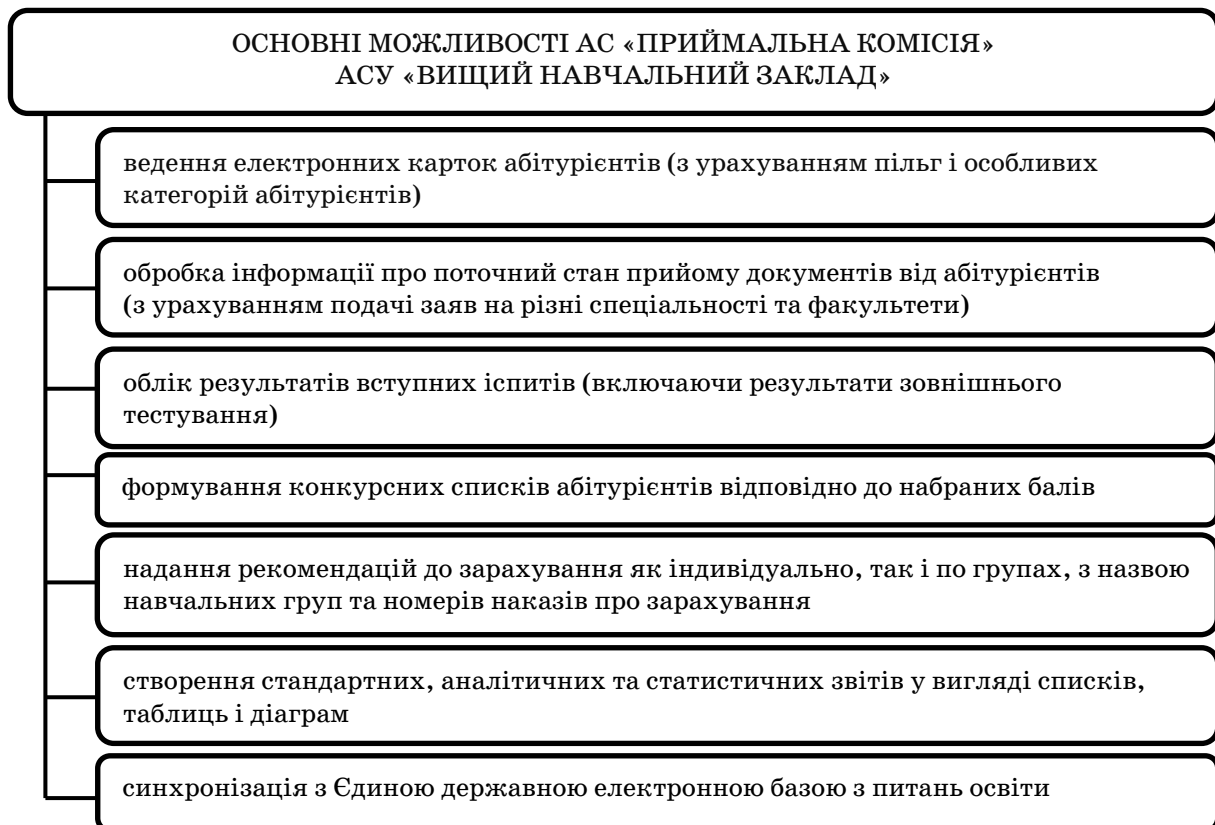 ОСНОВНІ МОЖЛИВОСТІ АС «ПРИЙМАЛЬНА КОМІСІЯ»
АСУ «ВИЩИЙ НАВЧАЛЬНИЙ ЗАКЛАД»
ведення електронних карток абітурієнтів (з урахуванням пільг і особливих
категорій абітурієнтів)
обробка інформації про поточний стан прийому документів від абітурієнтів
(з урахуванням подачі заяв на різні спеціальності та факультети)
облік результатів вступних іспитів (включаючи результати зовнішнього
тестування)
формування конкурсних списків абітурієнтів відповідно до набраних балів
надання рекомендацій до зарахування як індивідуально, так і по групах, з назвою
навчальних груп та номерів наказів про зарахування
створення стандартних, аналітичних та статистичних звітів у вигляді списків,
таблиць і діаграм
синхронізація з Єдиною державною електронною базою з питань освіти